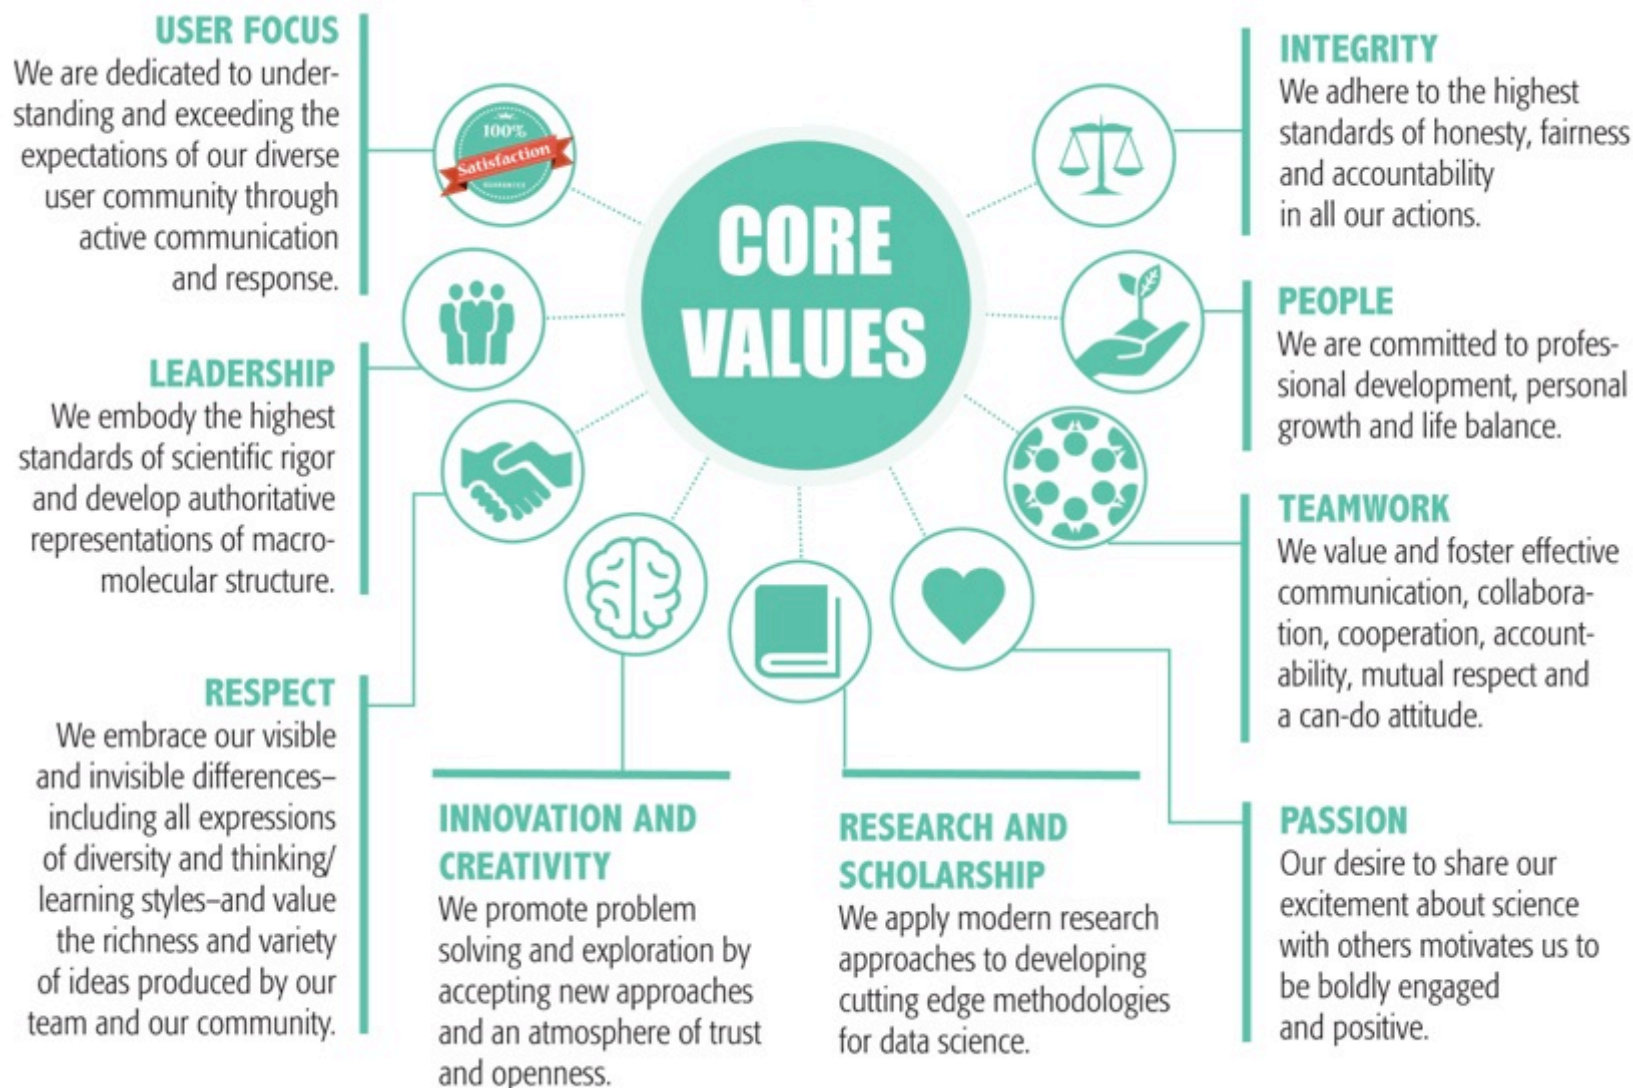 USER FOCUS
We are dedicated to under-
standing and exceeding the
expectations of our diverse
user community through
active communication
and response.
100%
Satisfaction
GUARANTEE
LEADERSHIP
We embody the highest
standards of scientific rigor
and develop authoritative
representations of macro-
molecular structure.
RESPECT
We embrace our visible
and invisible differences–
including all expressions
of diversity and thinking/
learning styles–and value
the richness and variety
of ideas produced by our
team and our community.
CORE
VALUES
INNOVATION AND
CREATIVITY
We promote problem
solving and exploration by
accepting new approaches
and an atmosphere of trust
and openness.
RESEARCH AND
SCHOLARSHIP
We apply modern research
approaches to developing
cutting edge methodologies
for data science.
INTEGRITY
We adhere to the highest
standards of honesty, fairness
and accountability
in all our actions.
PEOPLE
We are committed to profes-
sional development, personal
growth and life balance.
TEAMWORK
We value and foster effective
communication, collabora-
tion, cooperation, account-
ability, mutual respect and
a can-do attitude.
PASSION
Our desire to share our
excitement about science
with others motivates us to
be boldly engaged
and positive.